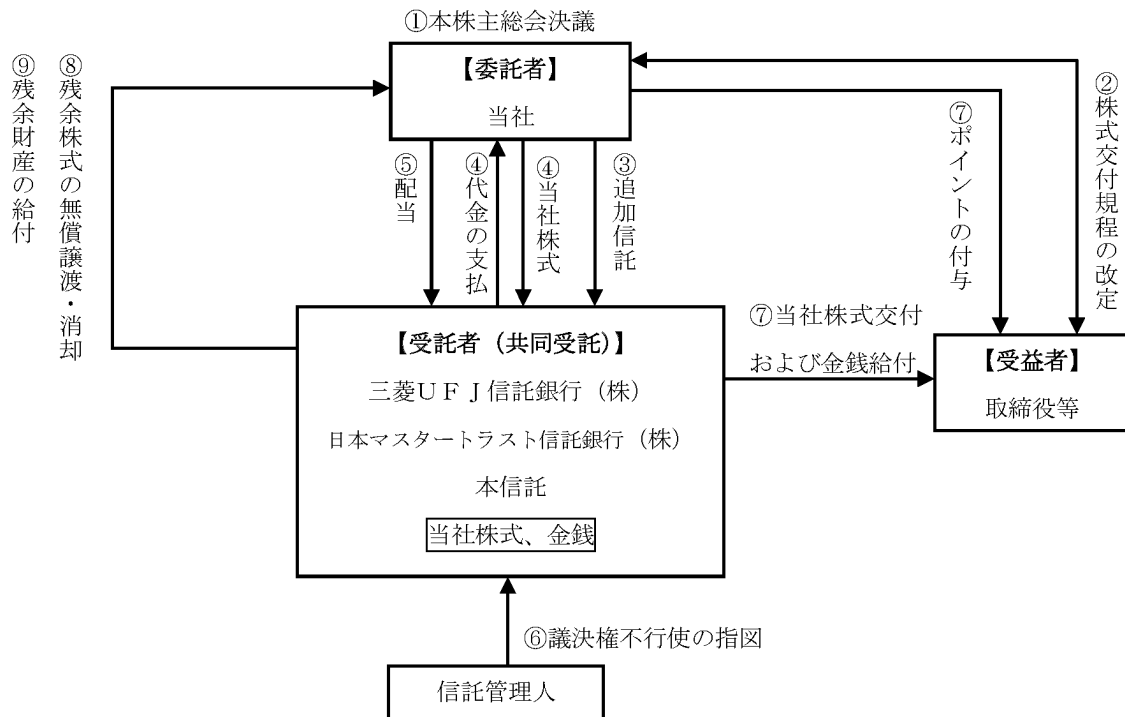 ①本株主総会決議
【委託者】
当社
⑨残余財産の給付
⑧残余株式の無償譲渡・消却
⑤配当
④代金の支払
④当社株式
③追加信託
⑦ポイントの付与
②株式交付規程の改定
【受託者（共同受託）】
三菱ＵＦＪ信託銀行（株）
日本マスタートラスト信託銀行（株）
本信託
当社株式、金銭
⑦当社株式交付
および金銭給付
【受益者】
取締役等
⑥議決権不行使の指図
信託管理人